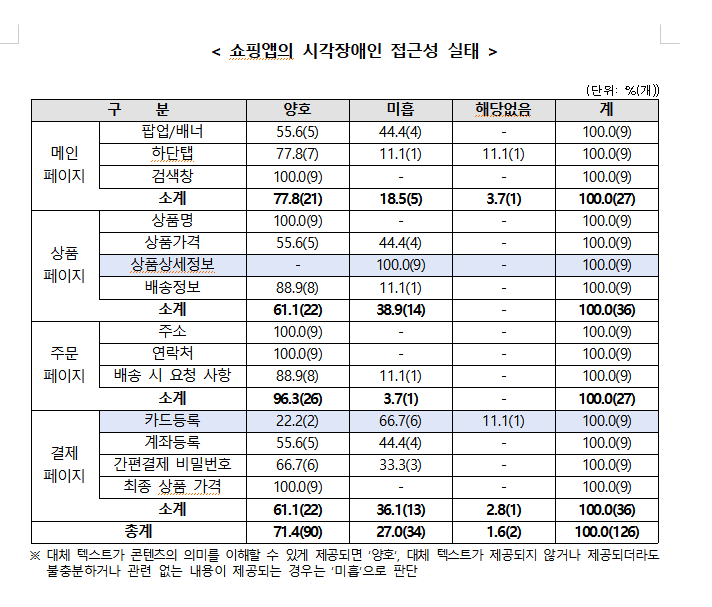 < 쇼핑앱의 시각장애인 접근성 실태 >
(단위: %(개))
구 분 양호 미흡 해당없음 계
메인 페이지 팝업/배너 55.6(5) 44.4(4) - 100.0(9)
하단탭 77.8(7) 11.1(1) 11.1(1) 100.0(9)
검색창 100.0(9) - - 100.0(9)
소계 77.8(21) 18.5(5) 3.7(1) 100.0(27)
상품 페이지 상품명 100.0(9) - - 100.0(9)
상품가격 55.6(5) 44.4(4) - 100.0(9)
상품상세정보 - 100.0(9) - 100.0(9)
배송정보 88.9(8) 11.1(1) - 100.0(9)
소계 61.1(22) 38.9(14) - 100.0(36)
주문 페이지 주소 100.0(9) - - 100.0(9)
연락처 100.0(9) - - 100.0(9)
배송 시 요청 사항 88.9(8) 11.1(1) - 100.0(9)
소계 96.3(26) 3.7(1) - 100.0(27)
결제 페이지 카드등록 22.2(2) 66.7(6) 11.1(1) 100.0(9)
계좌등록 55.6(5) 44.4(4) - 100.0(9)
간편결제 비밀번호 66.7(6) 33.3(3) - 100.0(9)
최종 상품 가격 100.0(9) - - 100.0(9)
소계 61.1(22) 36.1(13) 2.8(1) 100.0(36)
총계 71.4(90) 27.0(34) 1.6(2) 100.0(126)
※ 대체 텍스트가 콘텐츠의 의미를 이해할 수 있게 제공되면 '양호', 대체 텍스트가 제공되지 않거나 제공되더라도
불충분하거나 관련 없는 내용이 제공되는 경우는 '미흡'으로 판단